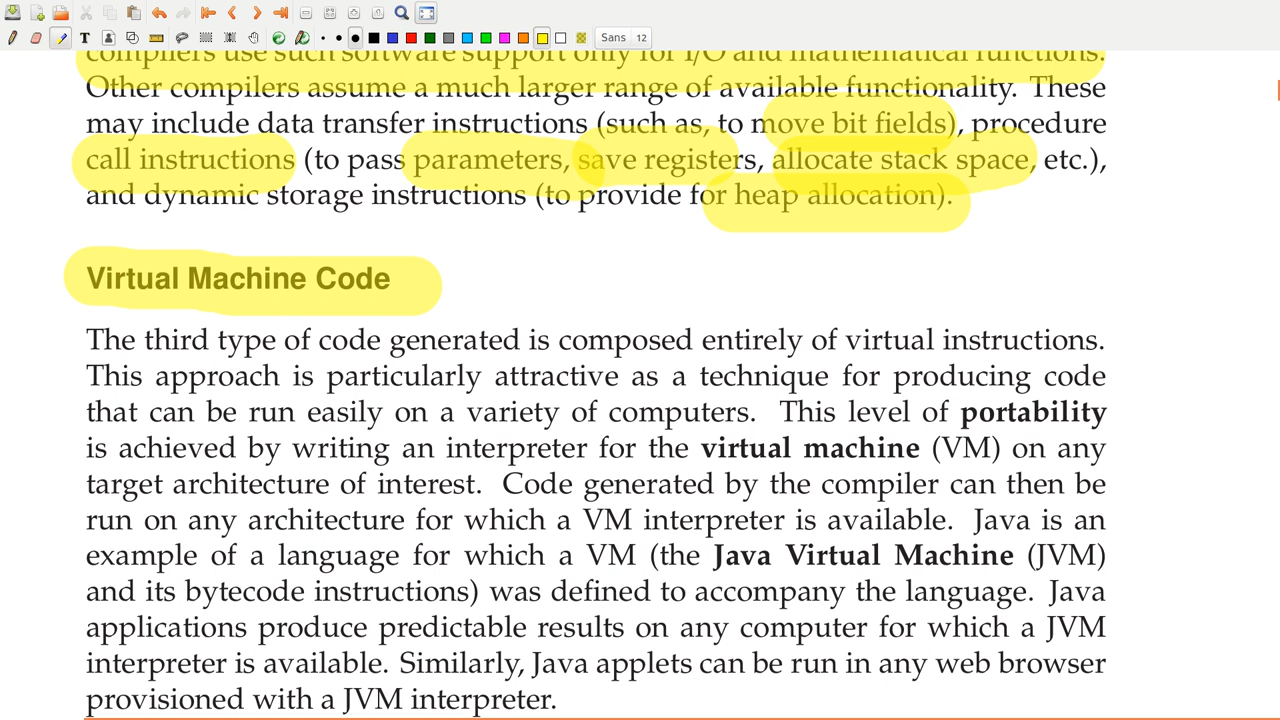 Sans 12
compilers use such software support only for I/O and mathematical functions.
Other compilers assume a much larger range of available functionality. These
may include data transfer instructions (such as, to move bit fields), procedure
call instructions (to pass parameters, save registers, allocate stack space, etc.),
and dynamic storage instructions (to provide for heap allocation).
Virtual Machine Code
The third type of code generated is composed entirely of virtual instructions.
This approach is particularly attractive as a technique for producing code
that can be run easily on a variety of computers. This level of portability
is achieved by writing an interpreter for the virtual machine (VM) on any
target architecture of interest. Code generated by the compiler can then be
run on any architecture for which a VM interpreter is available. Java is an
example of a language for which a VM (the Java Virtual Machine (JVM)
and its bytecode instructions) was defined to accompany the language. Java
applications produce predictable results on any computer for which a JVM
interpreter is available. Similarly, Java applets can be run in any web browser
provisioned with a JVM interpreter.